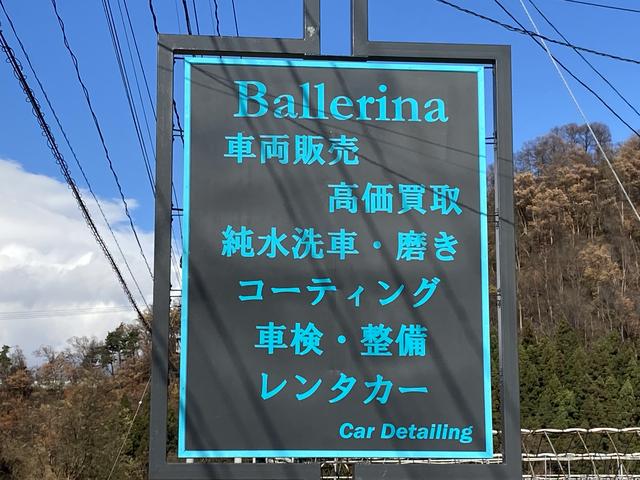 Ballerina
車両販売
高価買取
純水洗車・磨き
コーティング
車検・整備
レンタカー
Car Detailing